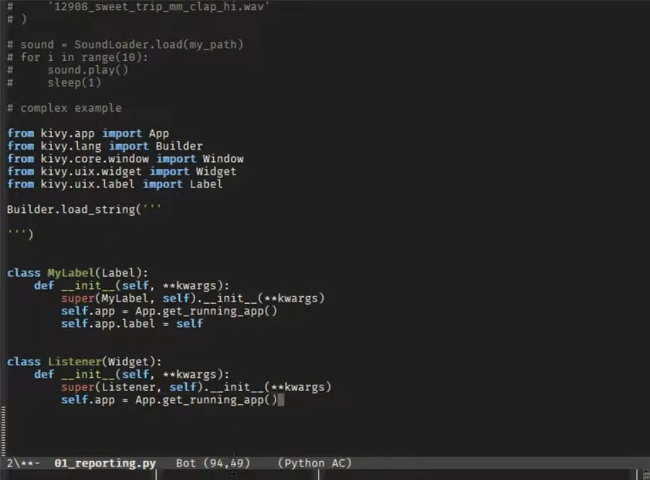 #     '12908_sweet_trip_mm_clap_hi.wav'
# )
# sound = SoundLoader.load(my_path)
# for i in range(10):
#     sound.play()
#     sleep(1)
# complex example
from kivy.app import App
from kivy.lang import Builder
from kivy.core.window import Window
from kivy.uix.widget import Widget
from kivy.uix.label import Label
Builder.load_string('''
''')
class MyLabel(Label):
    def __init__(self, **kwargs):
        super(MyLabel, self).__init__(**kwargs)
        self.app = App.get_running_app()
        self.app.label = self
class Listener(Widget):
    def __init__(self, **kwargs):
        super(Listener, self).__init__(**kwargs)
        self.app = App.get_running_app()
2\**-  01_reporting.py   Bot (94,49)    (Python AC)